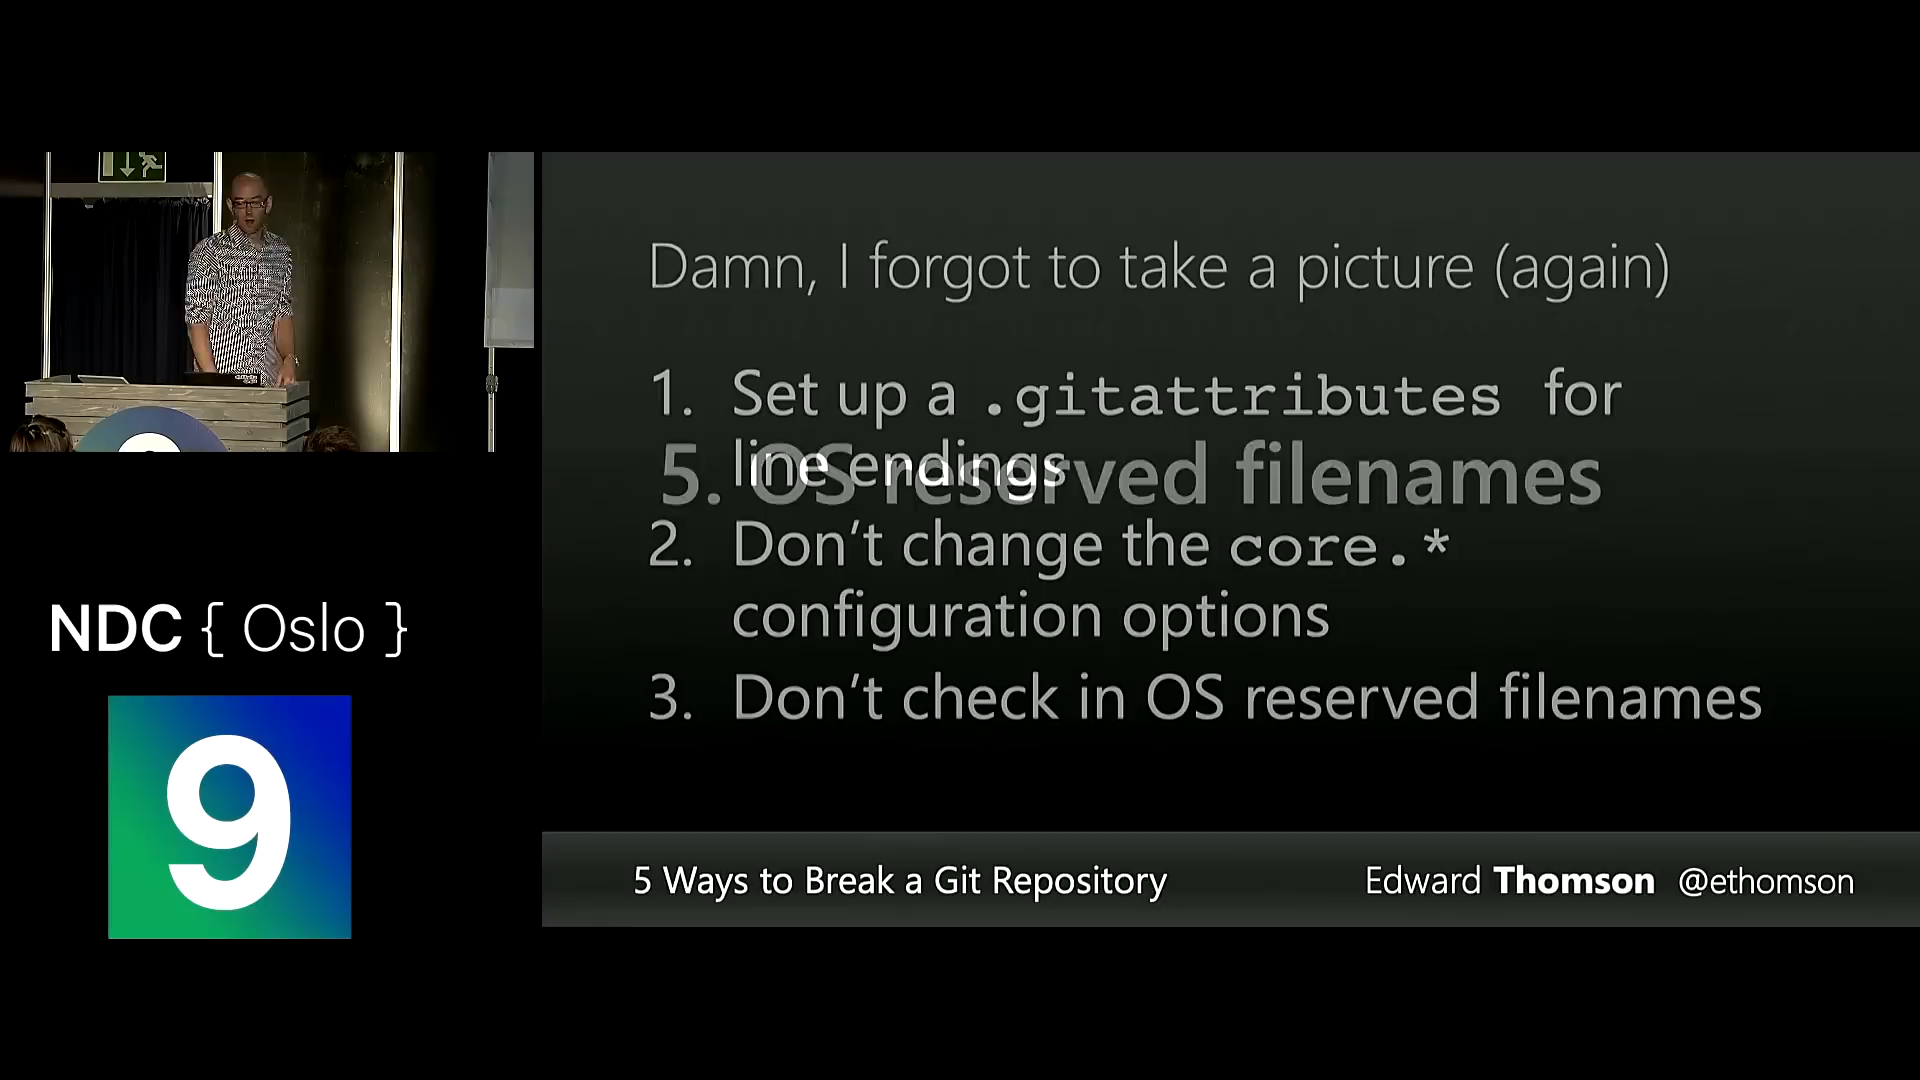 Damn, I forgot to take a picture (again)
1. Set up a .gitattributes for
line endings
5. OS reserved filenames
2. Don't change the core.*
configuration options
3. Don't check in OS reserved filenames
NDC { Oslo }
9
5 Ways to Break a Git Repository
Edward Thomson @ethomson